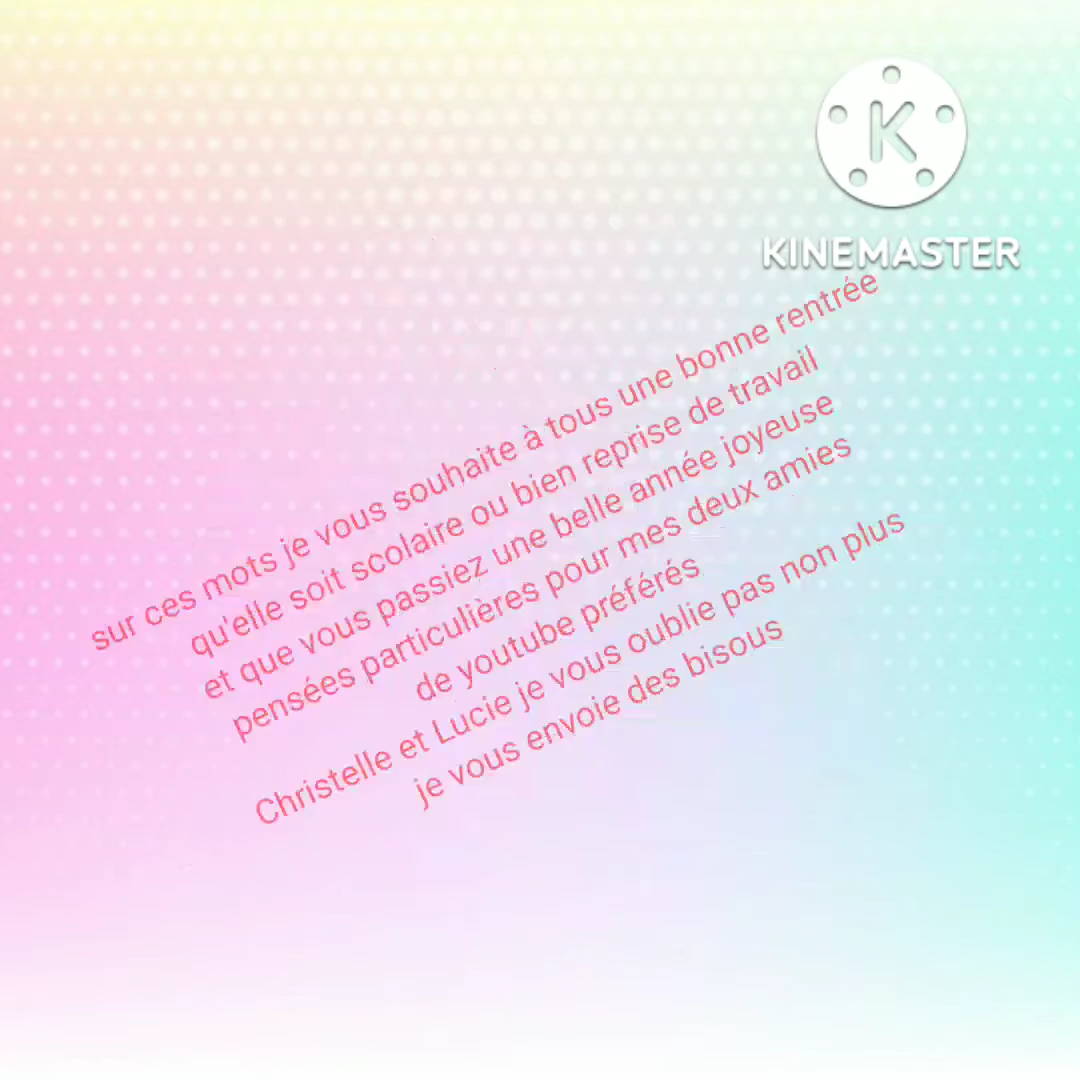 KINEMASTER
sur ces mots je vous souhaite à tous une bonne rentrée
qu'elle soit scolaire ou bien reprise de travail
et que vous passiez une belle année joyeuse
pensées particulières pour mes deux amies
de youtube préférés
Christelle et Lucie je vous oublie pas non plus
je vous envoie des bisous